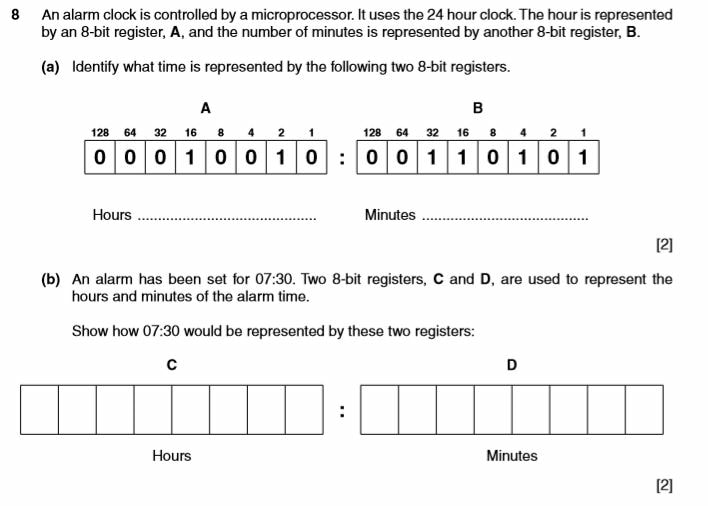 8 An alarm clock is controlled by a microprocessor. It uses the 24 hour clock. The hour is represented
by an 8-bit register, A, and the number of minutes is represented by another 8-bit register, B.
(a) Identify what time is represented by the following two 8-bit registers.
A B
128 64 32 16 8 4 2 1 128 64 32 16 8 4 2 1
0 0 0 1 0 0 1 0 : 0 0 1 1 0 1 0 1
Hours ............................................ Minutes .........................................
[2]
(b) An alarm has been set for 07:30. Two 8-bit registers, C and D, are used to represent the
hours and minutes of the alarm time.
Show how 07:30 would be represented by these two registers:
C D
:
Hours Minutes
[2]